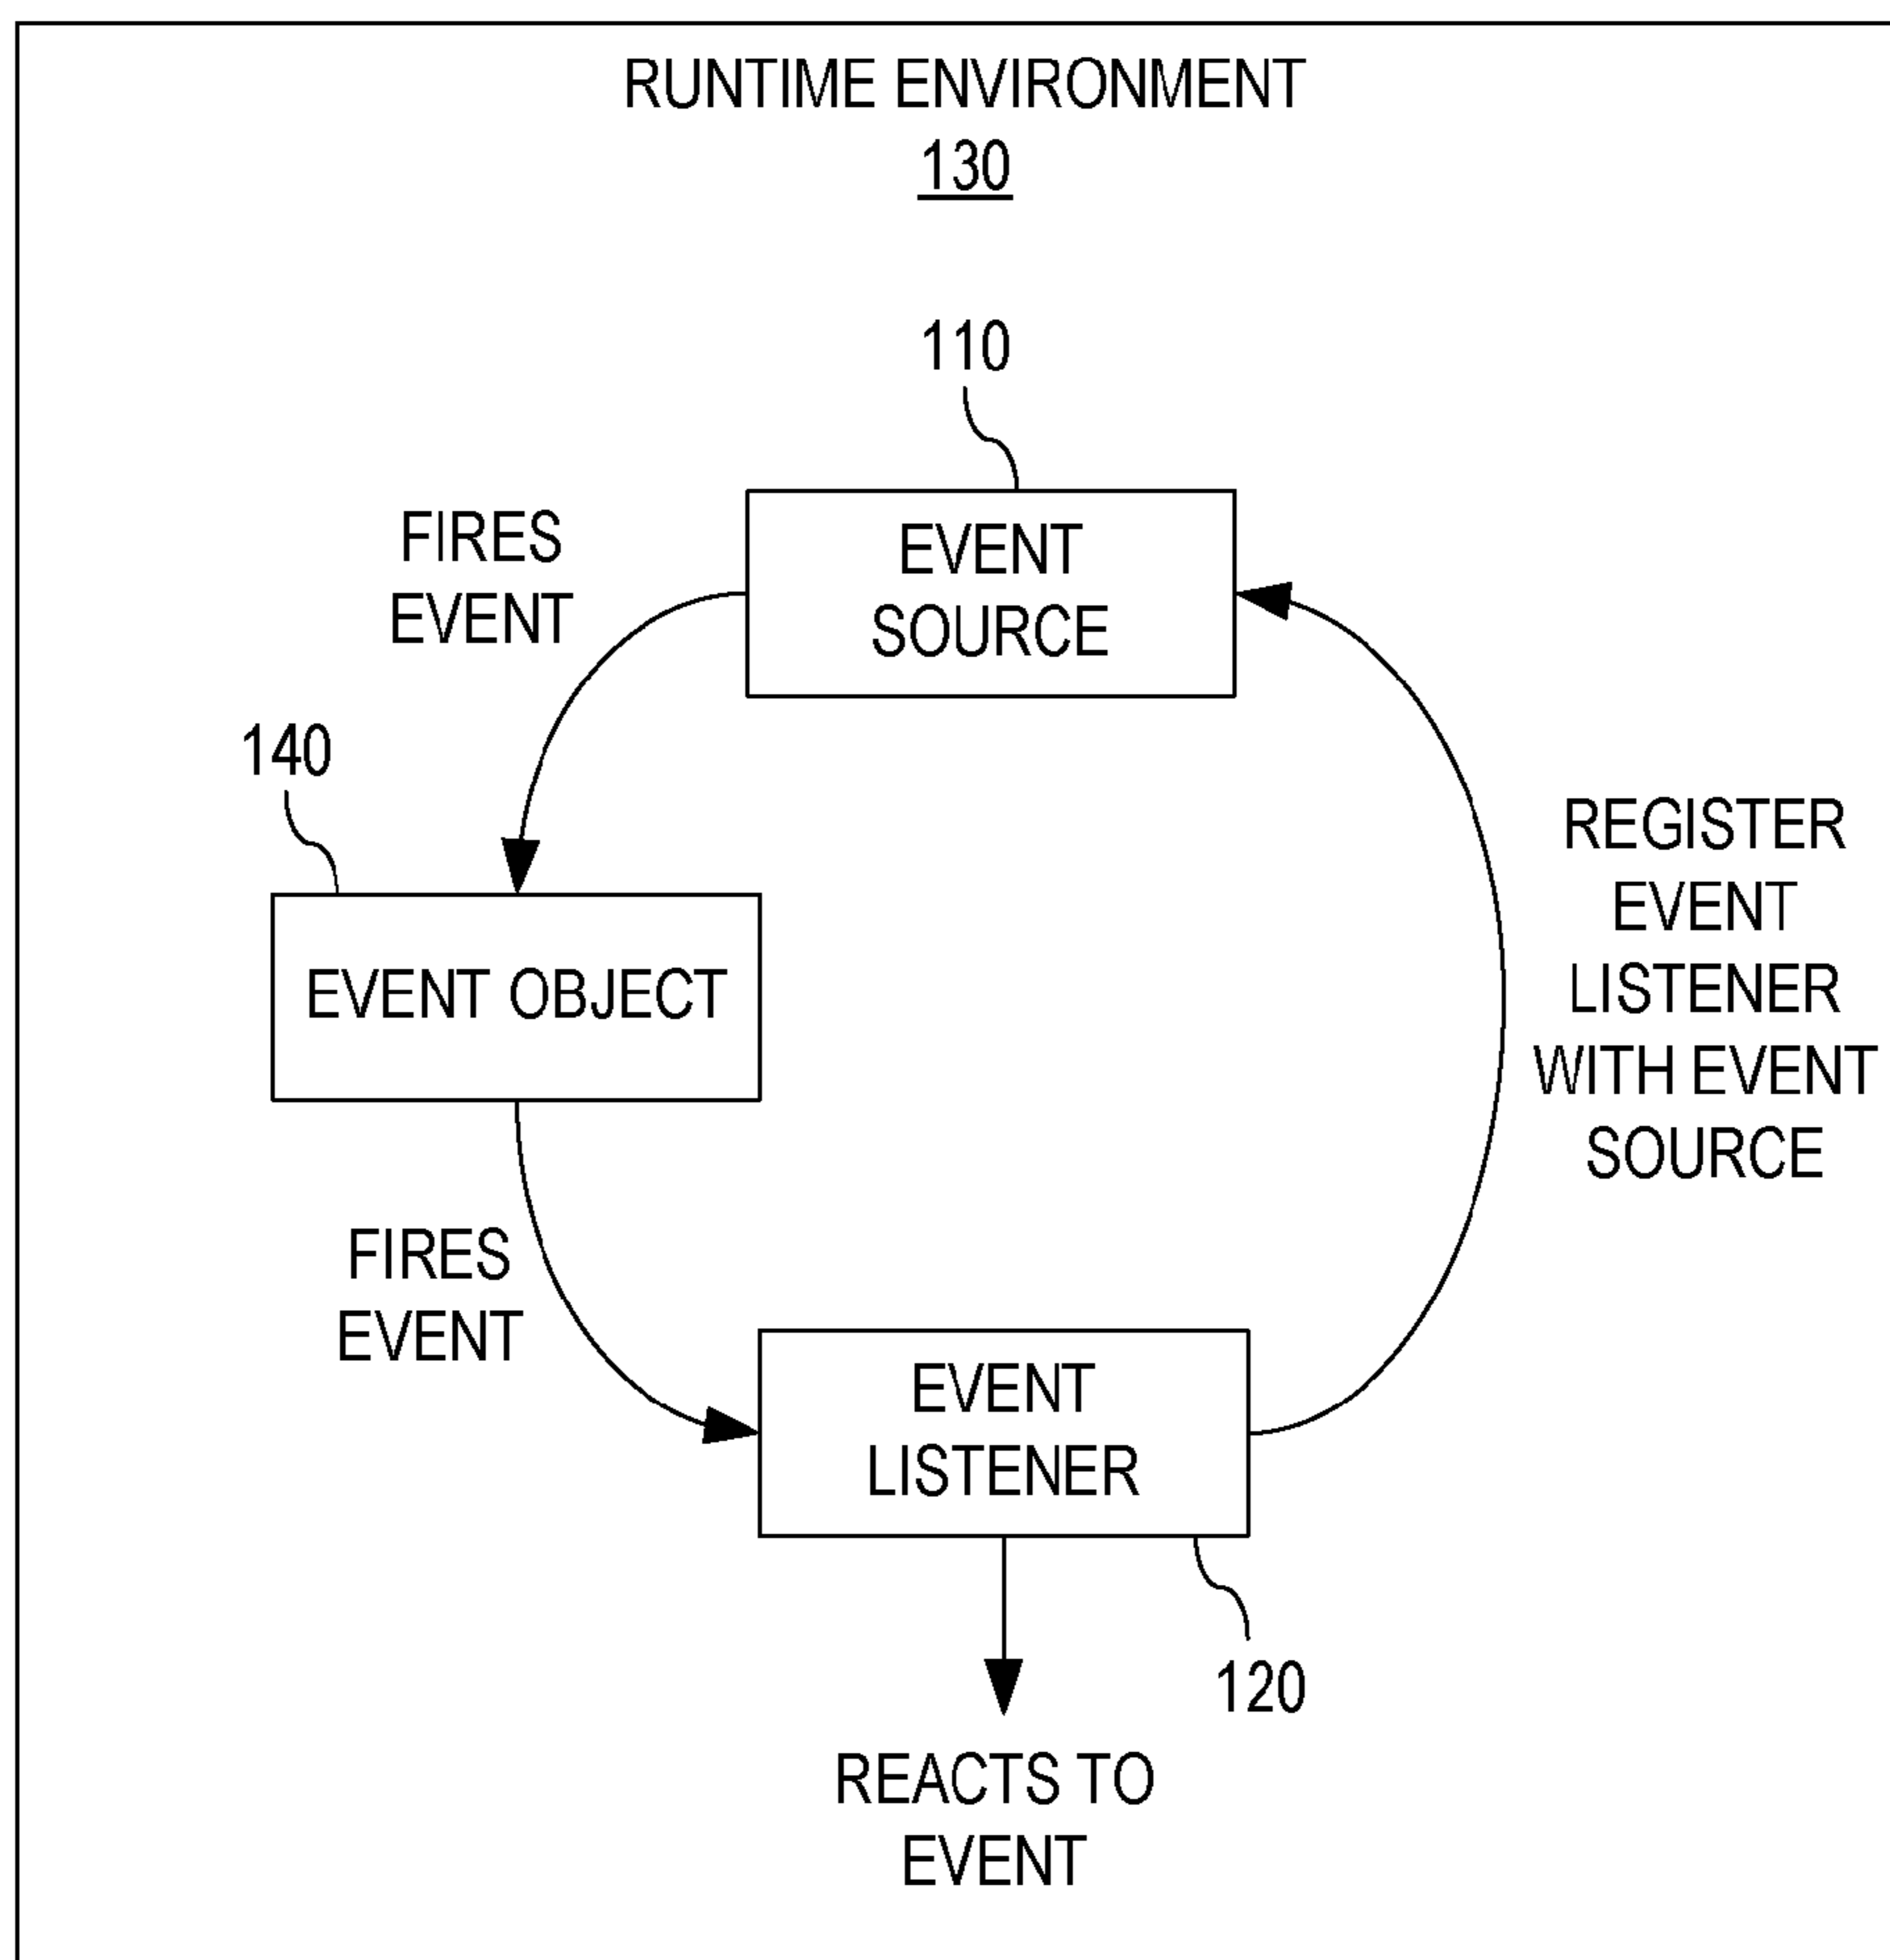 RUNTIME ENVIRONMENT
130
110
FIRES
EVENT
EVENT
SOURCE
140
EVENT OBJECT
REGISTER
EVENT
LISTENER
WITH EVENT
SOURCE
FIRES
EVENT
EVENT
LISTENER
120
REACTS TO
EVENT